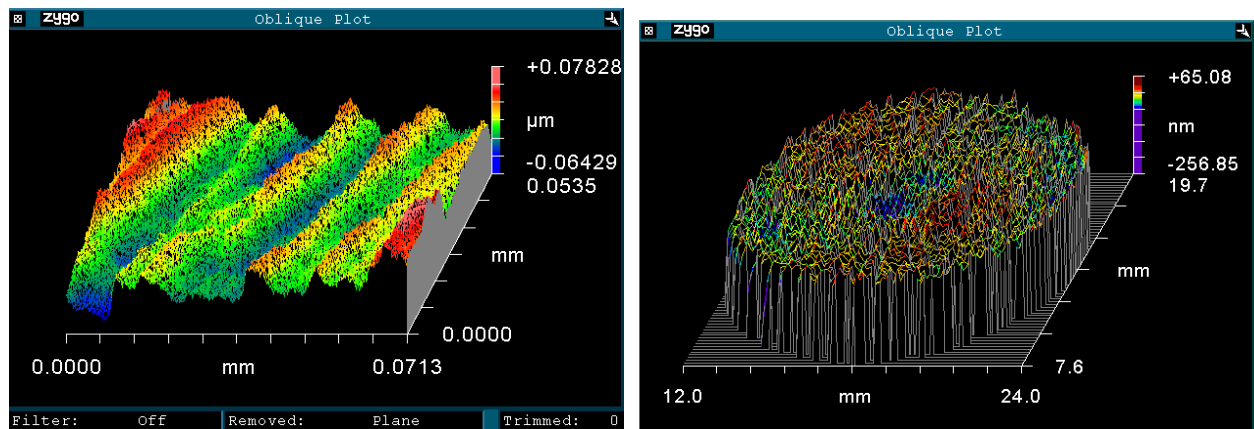 zygo Oblique Plot
+0.07828
µm
-0.06429
0.0535
mm
0.0000
0.0000 mm 0.0713
Filter: Off Removed: Plane Trimmed: 0
zygo Oblique Plot
+65.08
nm
-256.85
19.7
mm
7.6
12.0 mm 24.0